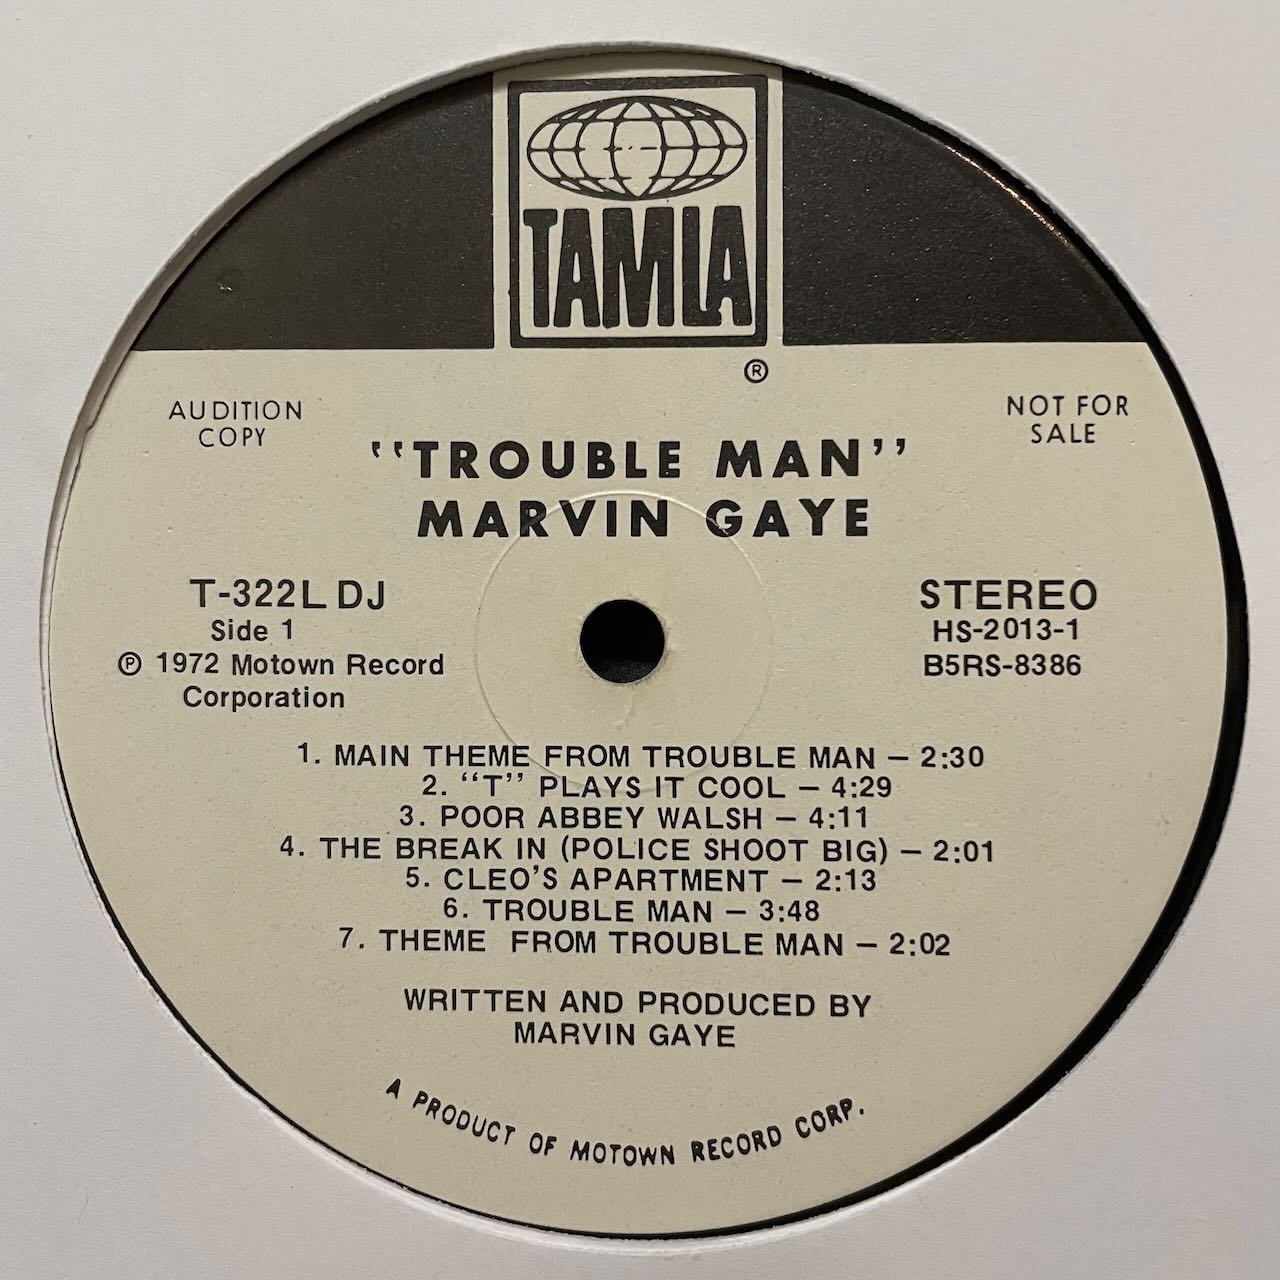 TAMLA
®
AUDITION
COPY
NOT FOR
SALE
"TROUBLE MAN"
MARVIN GAYE
T-322L DJ
Side 1
℗ 1972 Motown Record
Corporation
STEREO
HS-2013-1
B5RS-8386
1. MAIN THEME FROM TROUBLE MAN – 2:30
2. "T" PLAYS IT COOL – 4:29
3. POOR ABBEY WALSH – 4:11
4. THE BREAK IN (POLICE SHOOT BIG) – 2:01
5. CLEO'S APARTMENT – 2:13
6. TROUBLE MAN – 3:48
7. THEME FROM TROUBLE MAN – 2:02
WRITTEN AND PRODUCED BY
MARVIN GAYE
A PRODUCT OF MOTOWN RECORD CORP.